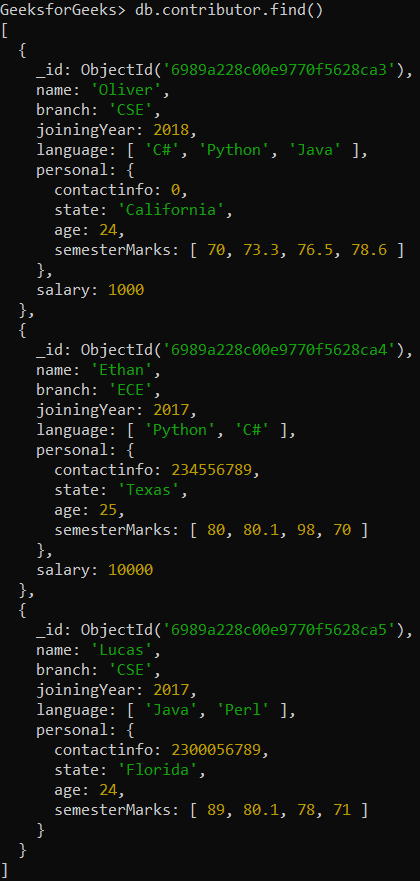 GeeksforGeeks> db.contributor.find()
[
  {
    _id: ObjectId('6989a228c00e9770f5628ca3'),
    name: 'Oliver',
    branch: 'CSE',
    joiningYear: 2018,
    language: [ 'C#', 'Python', 'Java' ],
    personal: {
      contactinfo: 0,
      state: 'California',
      age: 24,
      semesterMarks: [ 70, 73.3, 76.5, 78.6 ]
    },
    salary: 1000
  },
  {
    _id: ObjectId('6989a228c00e9770f5628ca4'),
    name: 'Ethan',
    branch: 'ECE',
    joiningYear: 2017,
    language: [ 'Python', 'C#' ],
    personal: {
      contactinfo: 234556789,
      state: 'Texas',
      age: 25,
      semesterMarks: [ 80, 80.1, 98, 70 ]
    },
    salary: 10000
  },
  {
    _id: ObjectId('6989a228c00e9770f5628ca5'),
    name: 'Lucas',
    branch: 'CSE',
    joiningYear: 2017,
    language: [ 'Java', 'Perl' ],
    personal: {
      contactinfo: 2300056789,
      state: 'Florida',
      age: 24,
      semesterMarks: [ 89, 80.1, 78, 71 ]
    }
  }
]